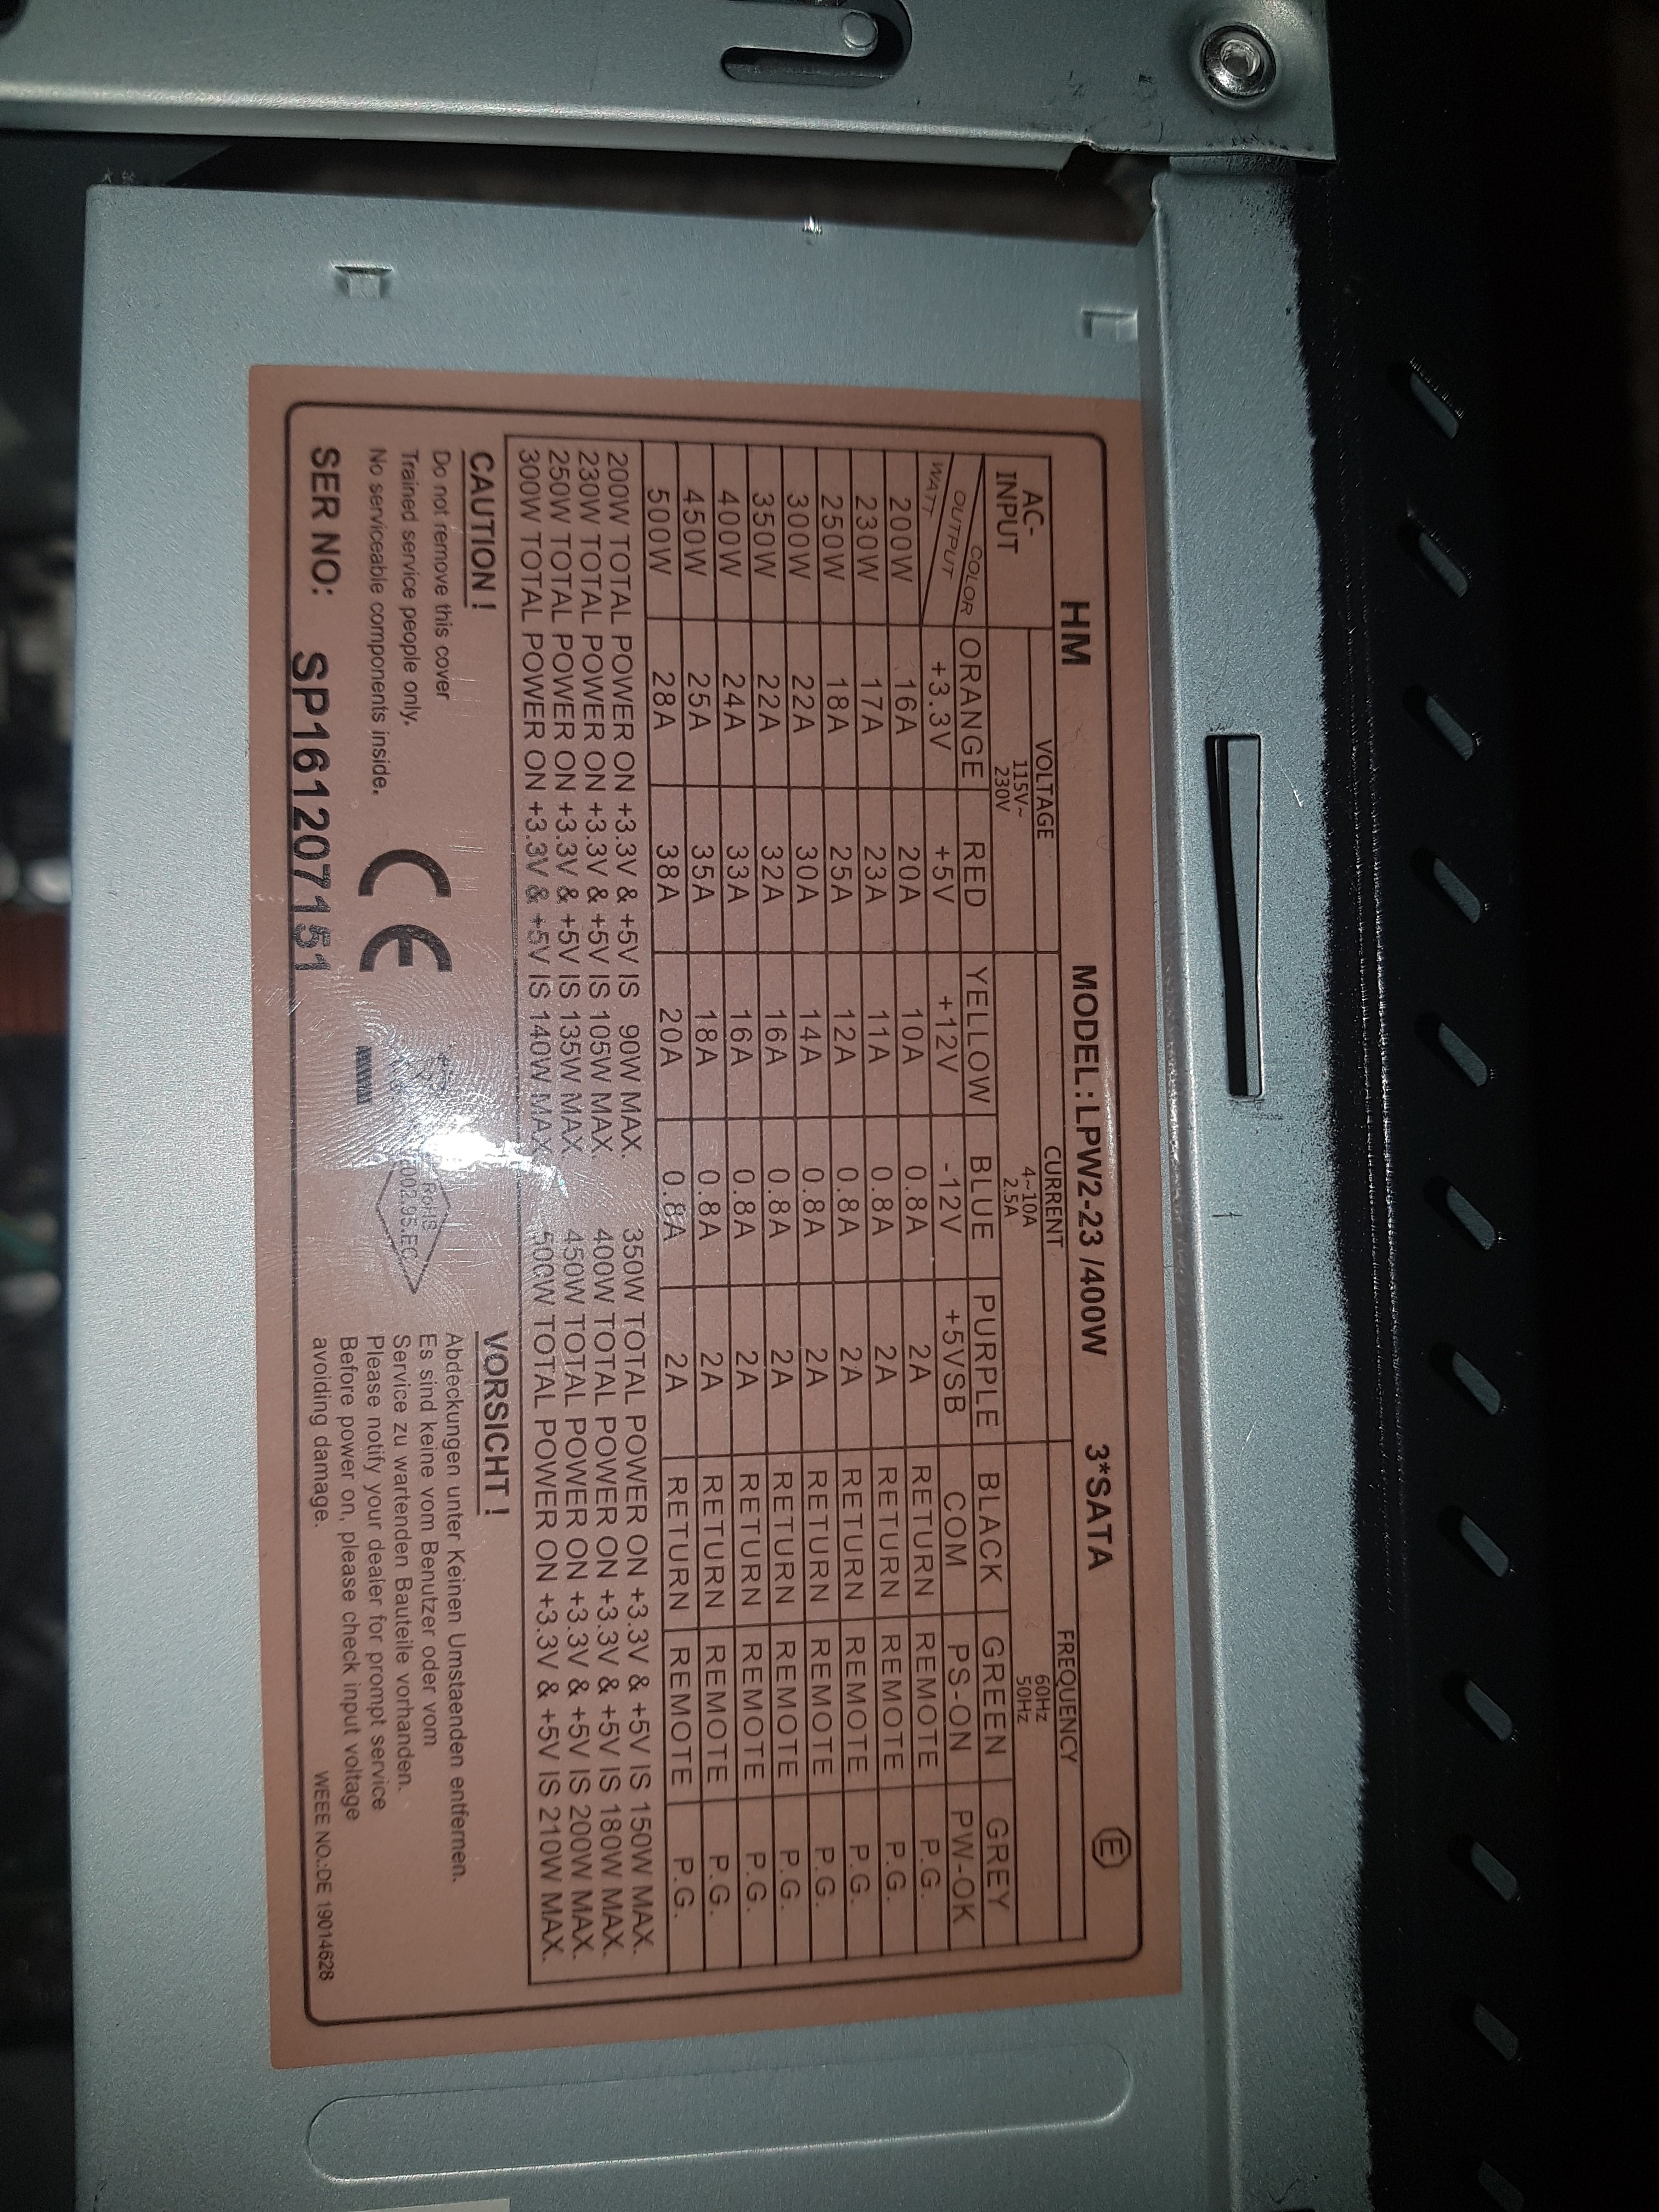 HM MODEL : LPW2-23 /400W 3*SATA E
AC-INPUT VOLTAGE CURRENT FREQUENCY
115V~ 4~10A 60Hz
230V 2.5A 50Hz
COLOR ORANGE RED YELLOW BLUE PURPLE BLACK GREEN GREY
OUTPUT WATT +3.3V +5V +12V -12V +5VSB COM PS-ON PW-OK
200W 16A 20A 10A 0.8A 2A RETURN REMOTE P.G.
230W 17A 23A 11A 0.8A 2A RETURN REMOTE P.G.
250W 18A 25A 12A 0.8A 2A RETURN REMOTE P.G.
300W 22A 30A 14A 0.8A 2A RETURN REMOTE P.G.
350W 22A 32A 16A 0.8A 2A RETURN REMOTE P.G.
400W 24A 33A 16A 0.8A 2A RETURN REMOTE P.G.
450W 25A 35A 18A 0.8A 2A RETURN REMOTE P.G.
500W 28A 38A 20A 0.8A 2A RETURN REMOTE P.G.
200W TOTAL POWER ON +3.3V & +5V IS 90W MAX. 350W TOTAL POWER ON +3.3V & +5V IS 150W MAX.
230W TOTAL POWER ON +3.3V & +5V IS 105W MAX. 400W TOTAL POWER ON +3.3V & +5V IS 180W MAX.
250W TOTAL POWER ON +3.3V & +5V IS 135W MAX. 450W TOTAL POWER ON +3.3V & +5V IS 200W MAX.
300W TOTAL POWER ON +3.3V & +5V IS 140W MAX. 500W TOTAL POWER ON +3.3V & +5V IS 210W MAX.
CAUTION !
Do not remove this cover
Trained service people only.
No serviceable components inside.
CE
RoHS
2002.95.EC
VORSICHT !
Abdeckungen unter Keinen Umstaenden entfernen.
Es sind keine vom Benutzer oder vom
Service zu wartenden Bauteile vorhanden.
Please notify your dealer for prompt service
Before power on, please check input voltage
avoiding damage.
SER NO: SP161207151
WEEE NO.:DE 19014628